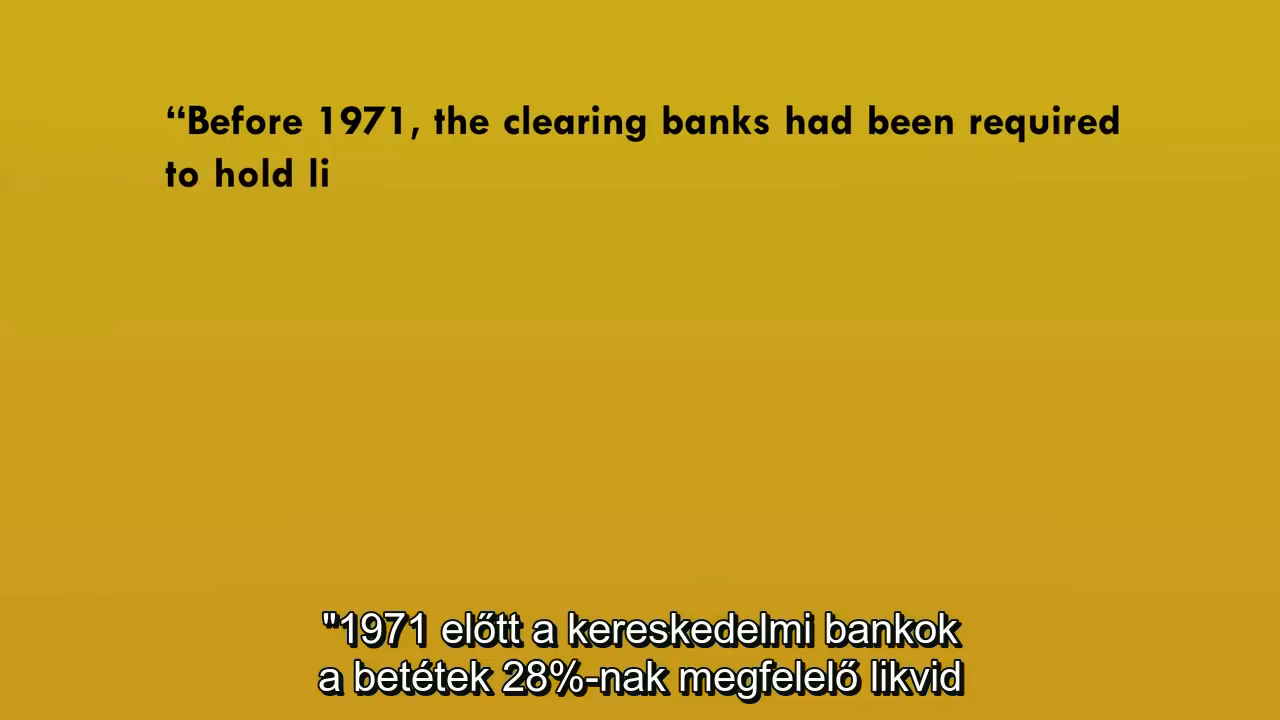 “Before 1971, the clearing banks had been required
to hold li
"1971 előtt a kereskedelmi bankok
a betétek 28%-nak megfelelő likvid